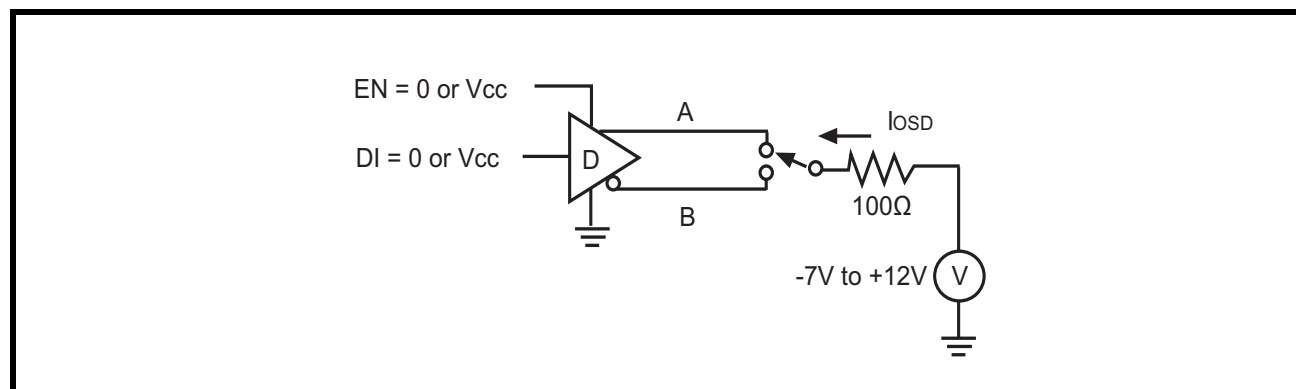 EN = 0 or Vcc
A
IOSD
DI = 0 or Vcc
D
100Ω
B
-7V to +12V
V